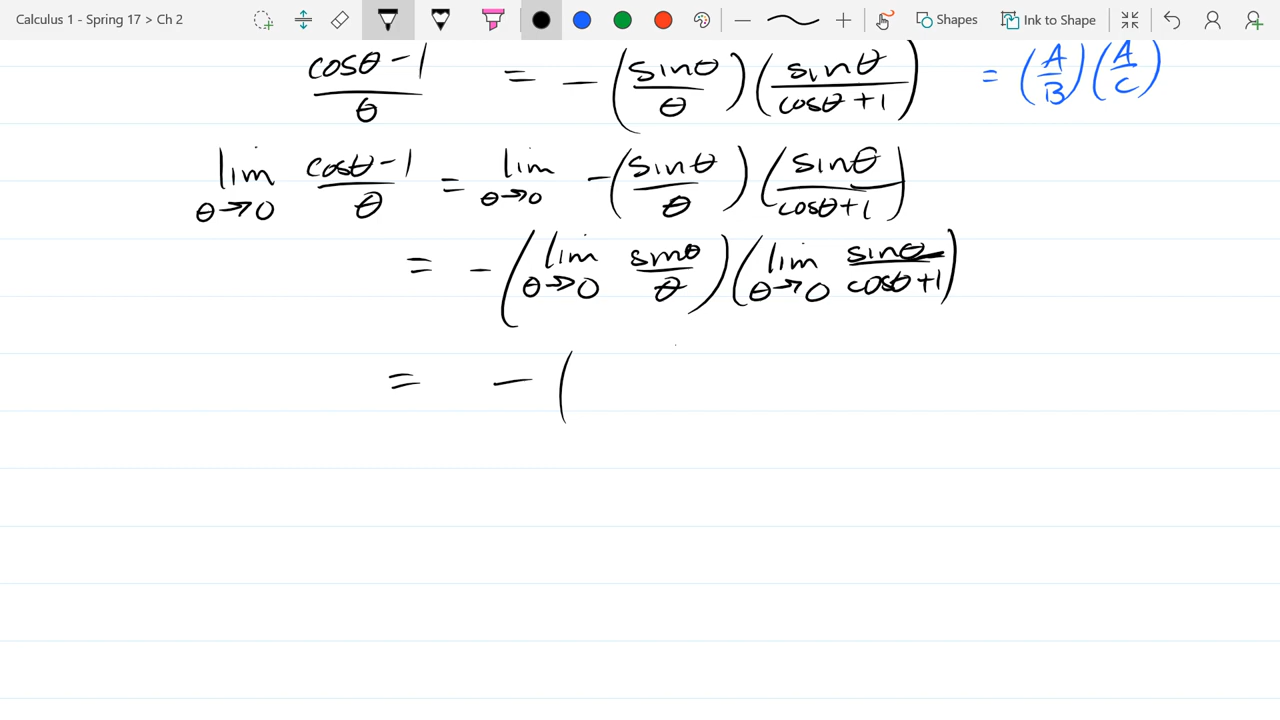 Calculus 1 - Spring 17 > Ch 2 Shapes Ink to Shape
(cosθ - 1)/θ = - (sinθ/θ)(sinθ/(cosθ + 1)) = (A/B)(A/C)
lim θ→0 (cosθ - 1)/θ = lim θ→0 - (sinθ/θ)(sinθ/(cosθ + 1))
= - (lim θ→0 sinθ/θ)(lim θ→0 sinθ/(cosθ + 1))
= - (